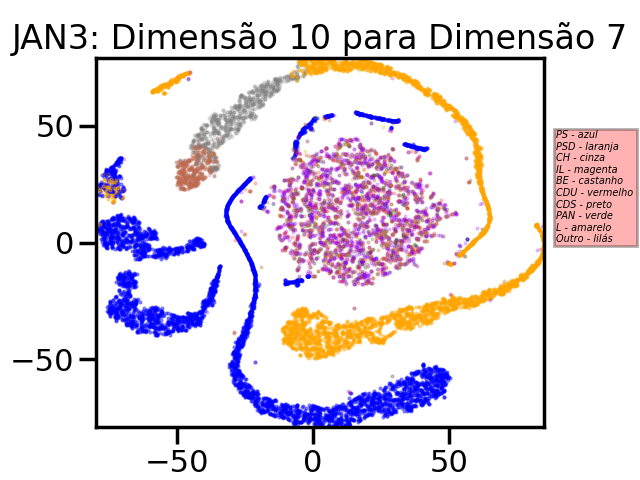 JAN3: Dimensão 10 para Dimensão 7
50
0
−50
−50
0
50
PS - azul
PSD - laranja
CH - cinza
IL - magenta
BE - castanho
CDU - vermelho
CDS - preto
PAN - verde
L - amarelo
Outro - lilás